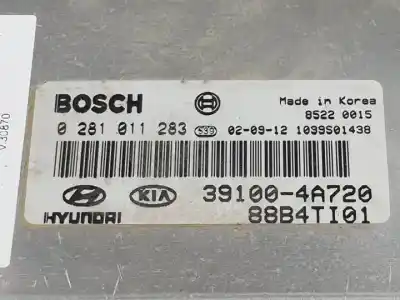 BOSCH
Made in Korea
8522 0015
0 281 011 283 02-09-12 1039S01438
HYUNDAI KIA 39100-4A720
88B4TI01